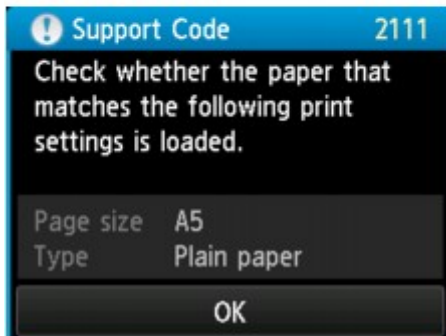 Support Code 2111
Check whether the paper that
matches the following print
settings is loaded.
Page size A5
Type Plain paper
OK